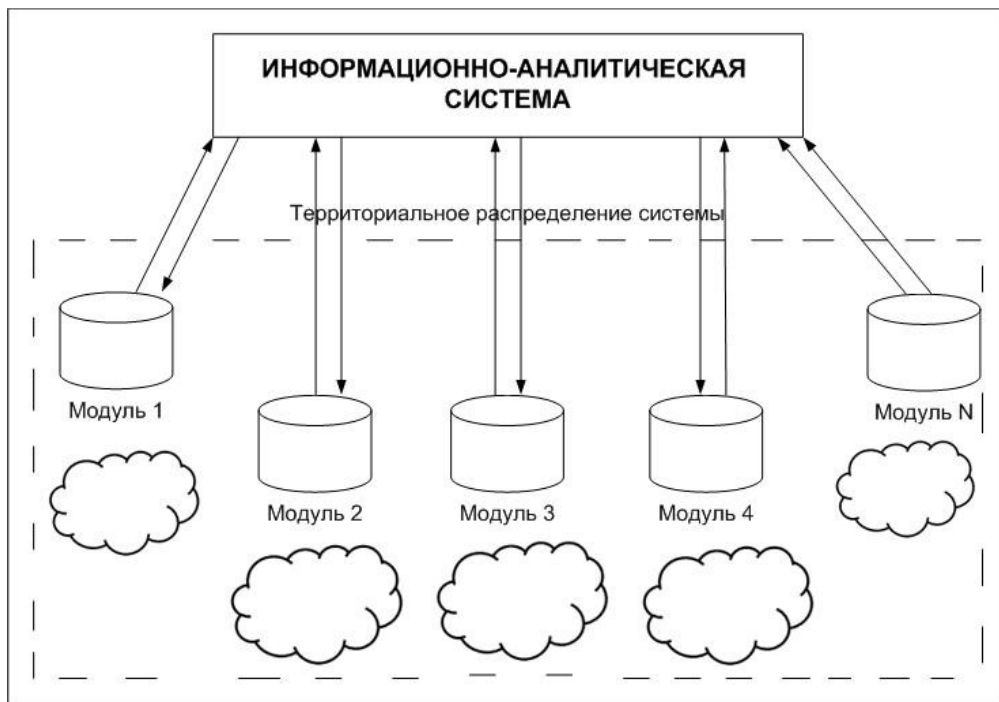 ИНФОРМАЦИОННО-АНАЛИТИЧЕСКАЯ
СИСТЕМА
Территориальное распределение системы
Модуль 1
Модуль N
Модуль 2
Модуль 3
Модуль 4